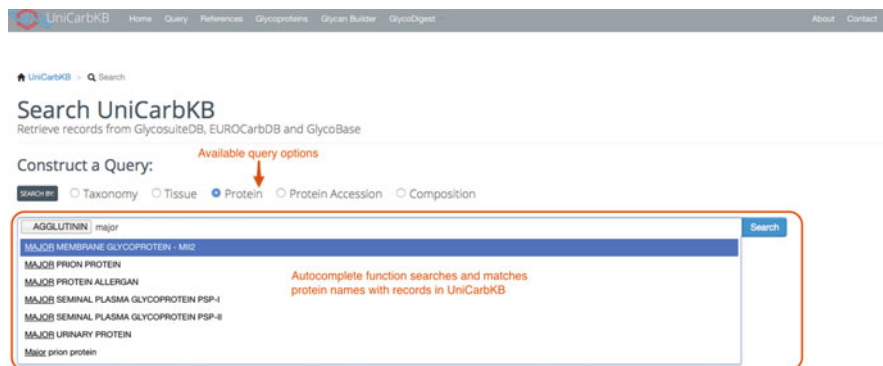 UniCarbKB Home Query References Glycoproteins Glycan Builder GlycoDigest About Contact
UniCarbKB > Search
Search UniCarbKB
Retrieve records from GlycosuiteDB, EUROCarbDB and GlycoBase
Available query options
Construct a Query:
SEARCH BY: Taxonomy Tissue Protein Protein Accession Composition
AGGLUTININ major Search
MAJOR MEMBRANE GLYCOPROTEIN - MII2
MAJOR PRION PROTEIN
MAJOR PROTEIN ALLERGAN
Autocomplete function searches and matches
protein names with records in UniCarbKB
MAJOR SEMINAL PLASMA GLYCOPROTEIN PSP-I
MAJOR SEMINAL PLASMA GLYCOPROTEIN PSP-II
MAJOR URINARY PROTEIN
Major prion protein